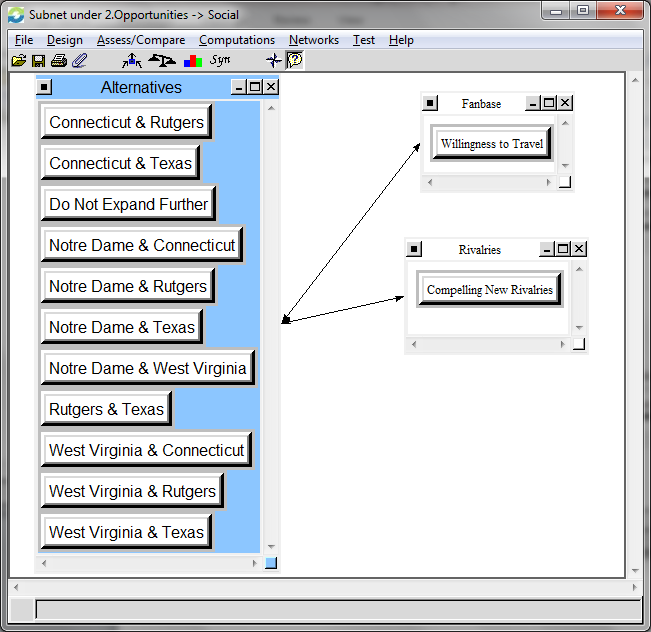 Subnet under 2.Opportunities -> Social
File Design Assess/Compare Computations Networks Test Help
Syn
Alternatives
Connecticut & Rutgers
Connecticut & Texas
Do Not Expand Further
Notre Dame & Connecticut
Notre Dame & Rutgers
Notre Dame & Texas
Notre Dame & West Virginia
Rutgers & Texas
West Virginia & Connecticut
West Virginia & Rutgers
West Virginia & Texas
Fanbase
Willingness to Travel
Rivalries
Compelling New Rivalries